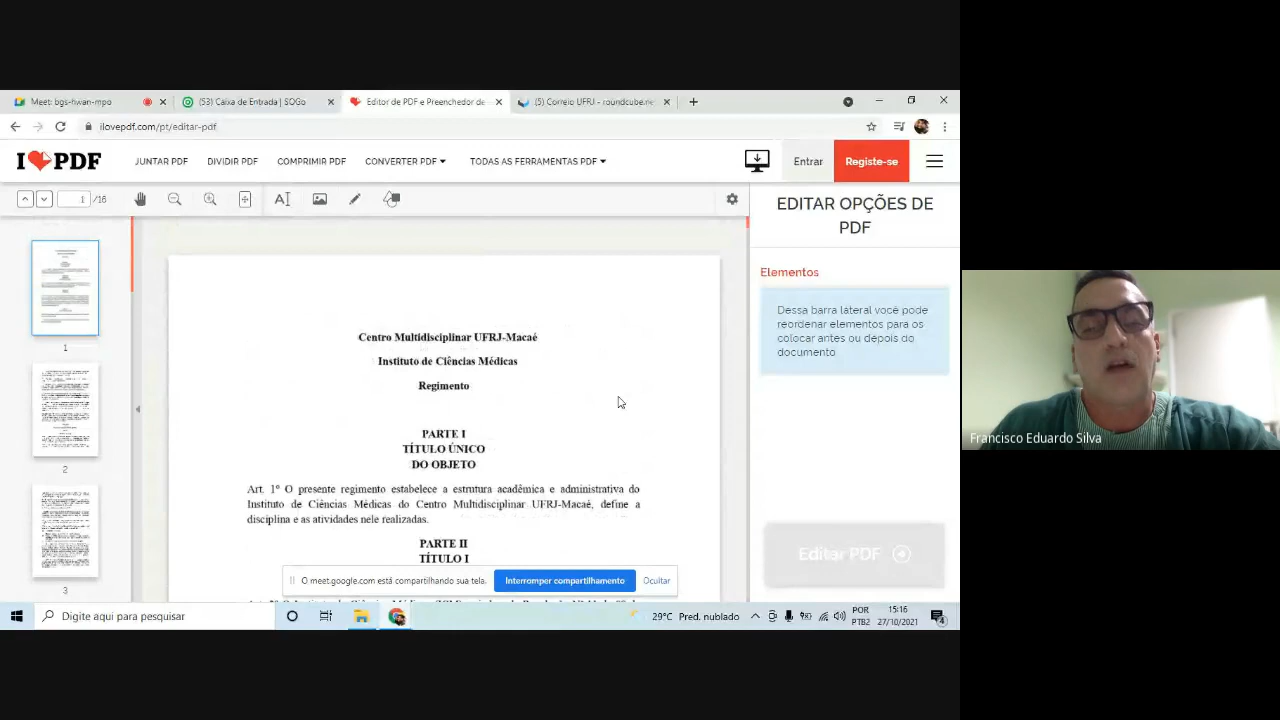 Meet: bgs-hwan-mpo
(53) Caixa de Entrada | SOGo
Editor de PDF e Preenchedor de
(5) Correio UFRJ - roundcube.ne
ilovepdf.com/pt/editar-pdf
I PDF
JUNTAR PDF
DIVIDIR PDF
COMPRIMIR PDF
CONVERTER PDF
TODAS AS FERRAMENTAS PDF
Entrar
Registe-se
1 /16
EDITAR OPÇÕES DE
PDF
Elementos
Dessa barra lateral você pode
reordenar elementos para os
colocar antes ou depois do
documento.
1
2
3
Centro Multidisciplinar UFRJ-Macaé
Instituto de Ciências Médicas
Regimento
PARTE I
TÍTULO ÚNICO
DO OBJETO
Art. 1º O presente regimento estabelece a estrutura acadêmica e administrativa do
Instituto de Ciências Médicas do Centro Multidisciplinar UFRJ-Macaé, define a
disciplina e as atividades nele realizadas.
PARTE II
TÍTULO I
Editar PDF
O meet.google.com está compartilhando sua tela.
Interromper compartilhamento
Ocultar
Francisco Eduardo Silva
Digite aqui para pesquisar
29°C Pred. nublado
POR
PTB2
15:16
27/10/2021
4